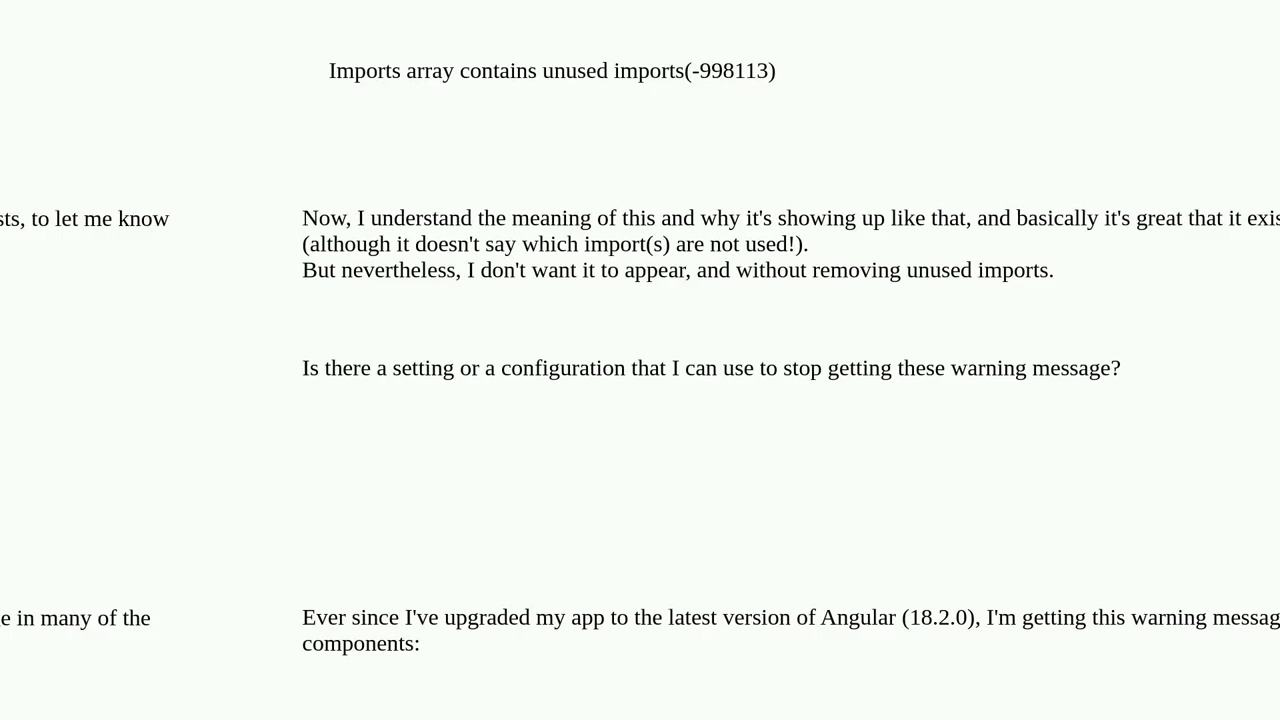 Imports array contains unused imports(-998113)
sts, to let me know
Now, I understand the meaning of this and why it's showing up like that, and basically it's great that it exis
(although it doesn't say which import(s) are not used!).
But nevertheless, I don't want it to appear, and without removing unused imports.
Is there a setting or a configuration that I can use to stop getting these warning message?
e in many of the
Ever since I've upgraded my app to the latest version of Angular (18.2.0), I'm getting this warning messag
components: